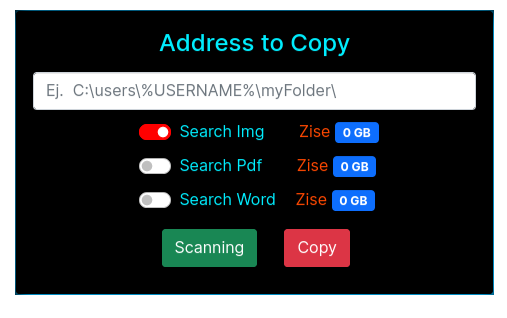 Address to Copy
Ej.  C:\users\%USERNAME%\myFolder\
Search Img Zise 0 GB
Search Pdf Zise 0 GB
Search Word Zise 0 GB
Scanning Copy